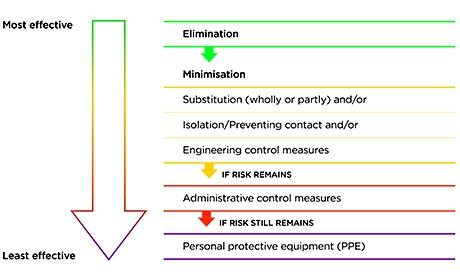 Most effective
Elimination
Minimisation
Substitution (wholly or partly) and/or
Isolation/Preventing contact and/or
Engineering control measures
IF RISK REMAINS
Administrative control measures
IF RISK STILL REMAINS
Least effective
Personal protective equipment (PPE)